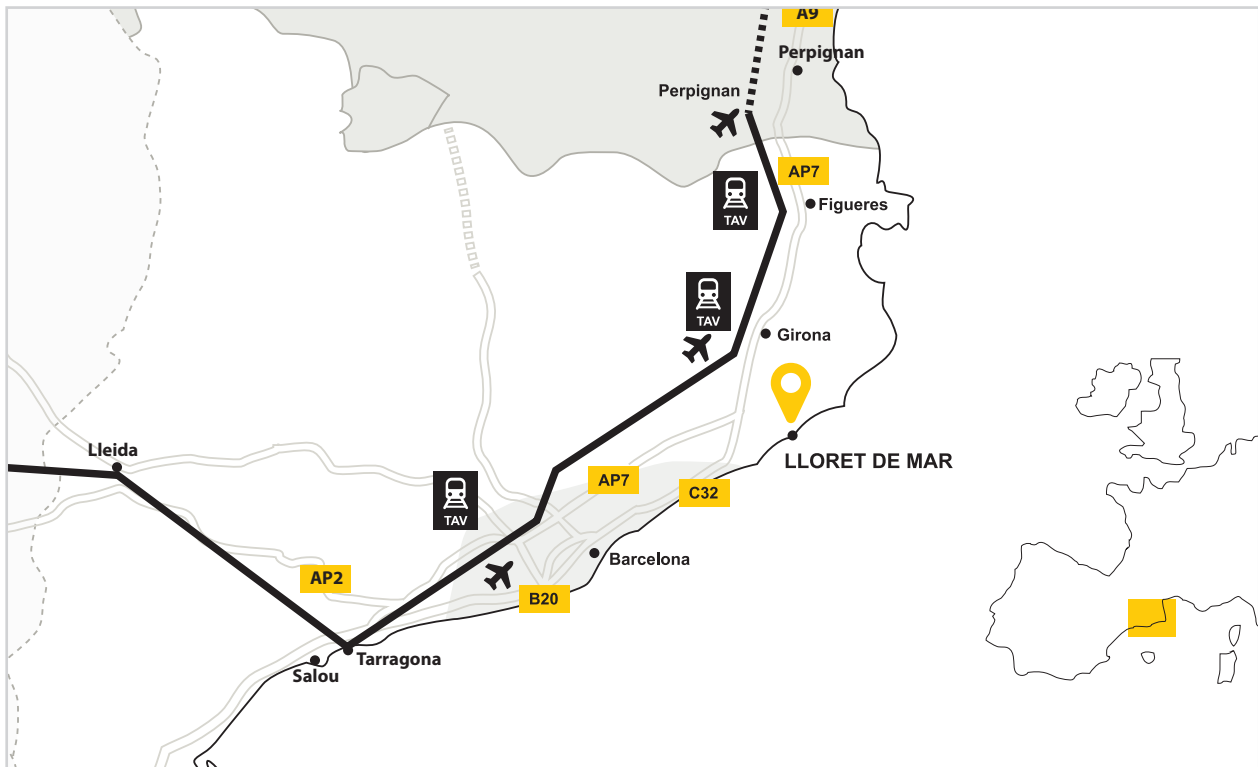 A9
Perpignan
Perpignan
AP7
TAV
Figueres
TAV
Girona
Lleida
LLORET DE MAR
AP7
C32
TAV
Barcelona
AP2
B20
Tarragona
Salou